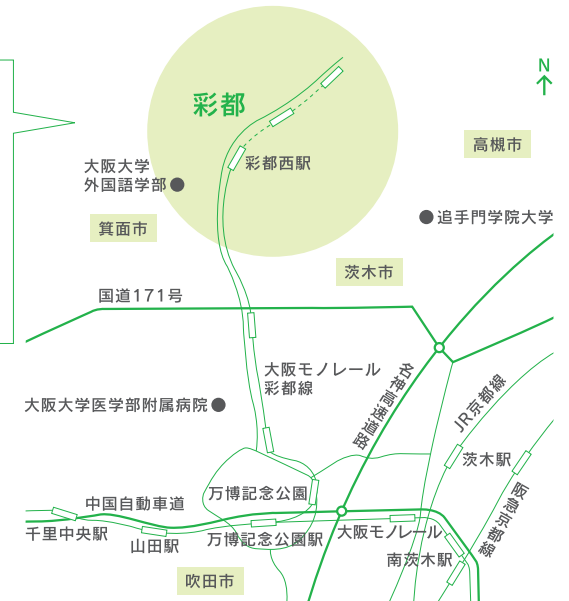 N
彩都
高槻市
彩都西駅
大阪大学
外国語学部
追手門学院大学
箕面市
茨木市
国道171号
大阪モノレール
彩都線
名神高速道路
JR京都線
大阪大学医学部附属病院
茨木駅
阪急京都線
万博記念公園
中国自動車道
千里中央駅
山田駅
万博記念公園駅
大阪モノレール
南茨木駅
吹田市